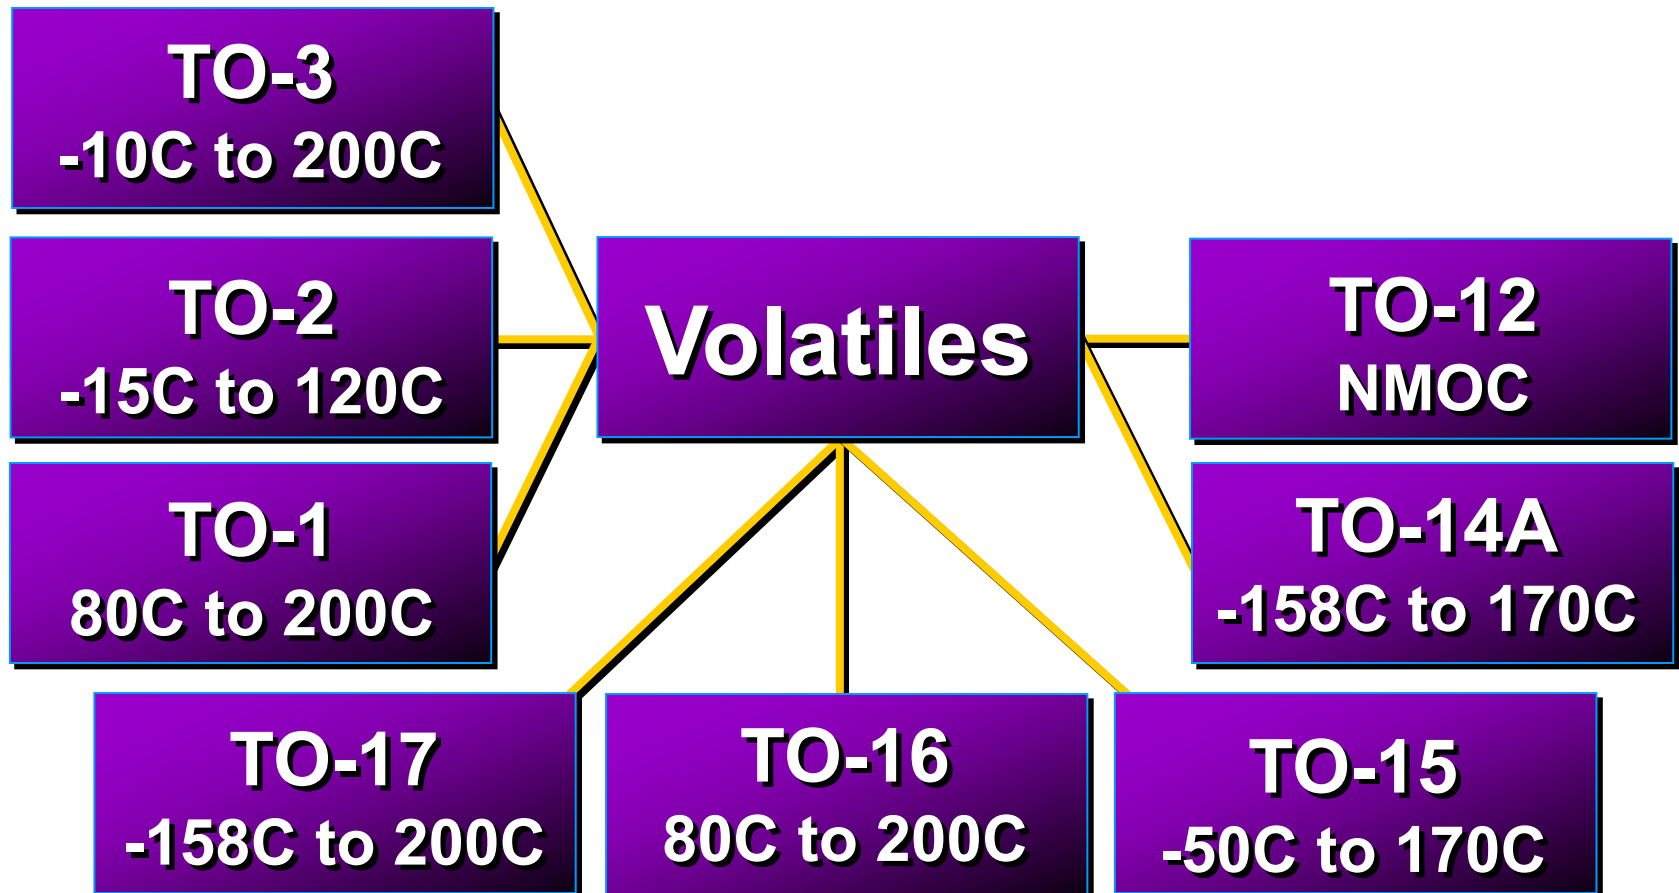 TO-3
-10C to 200C
TO-2
-15C to 120C
TO-1
80C to 200C
Volatiles
TO-12
NMOC
TO-14A
-158C to 170C
TO-17
-158C to 200C
TO-16
80C to 200C
TO-15
-50C to 170C